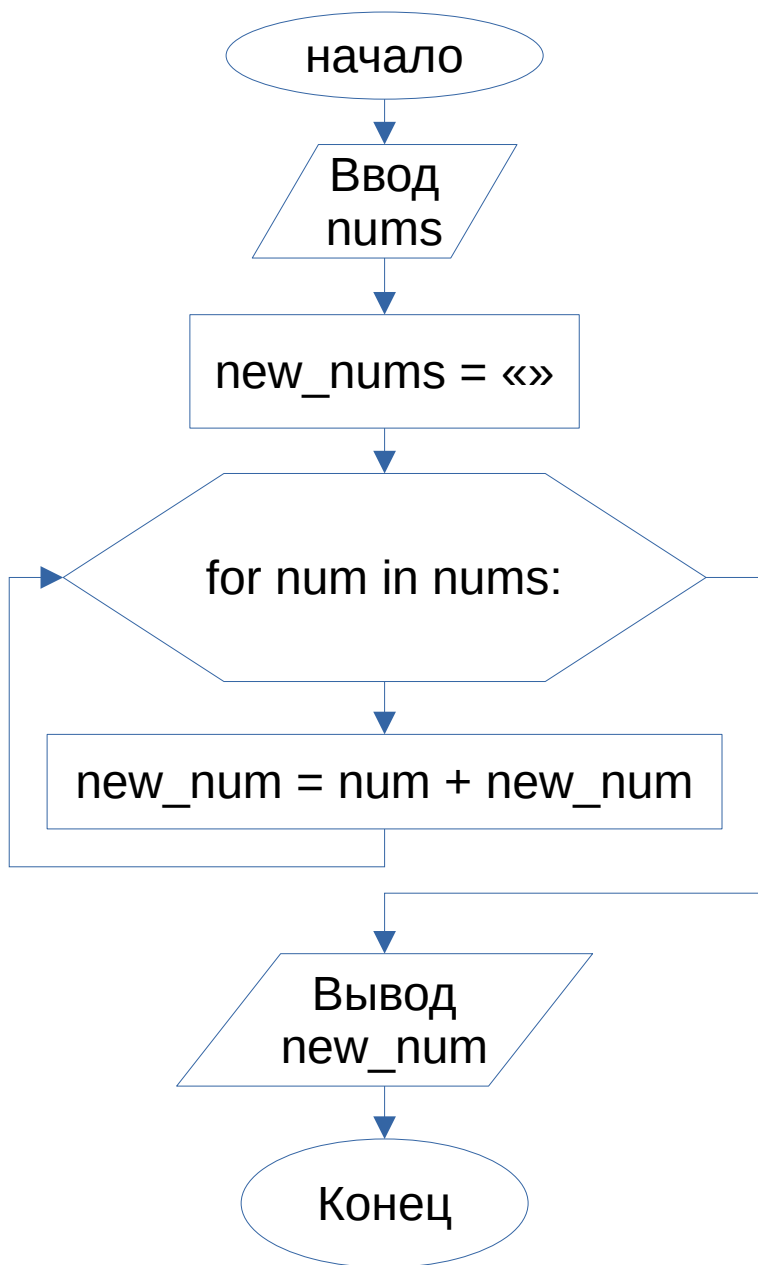 начало
Ввод
nums
new_nums = «»
for num in nums:
new_num = num + new_num
Вывод
new_num
Конец